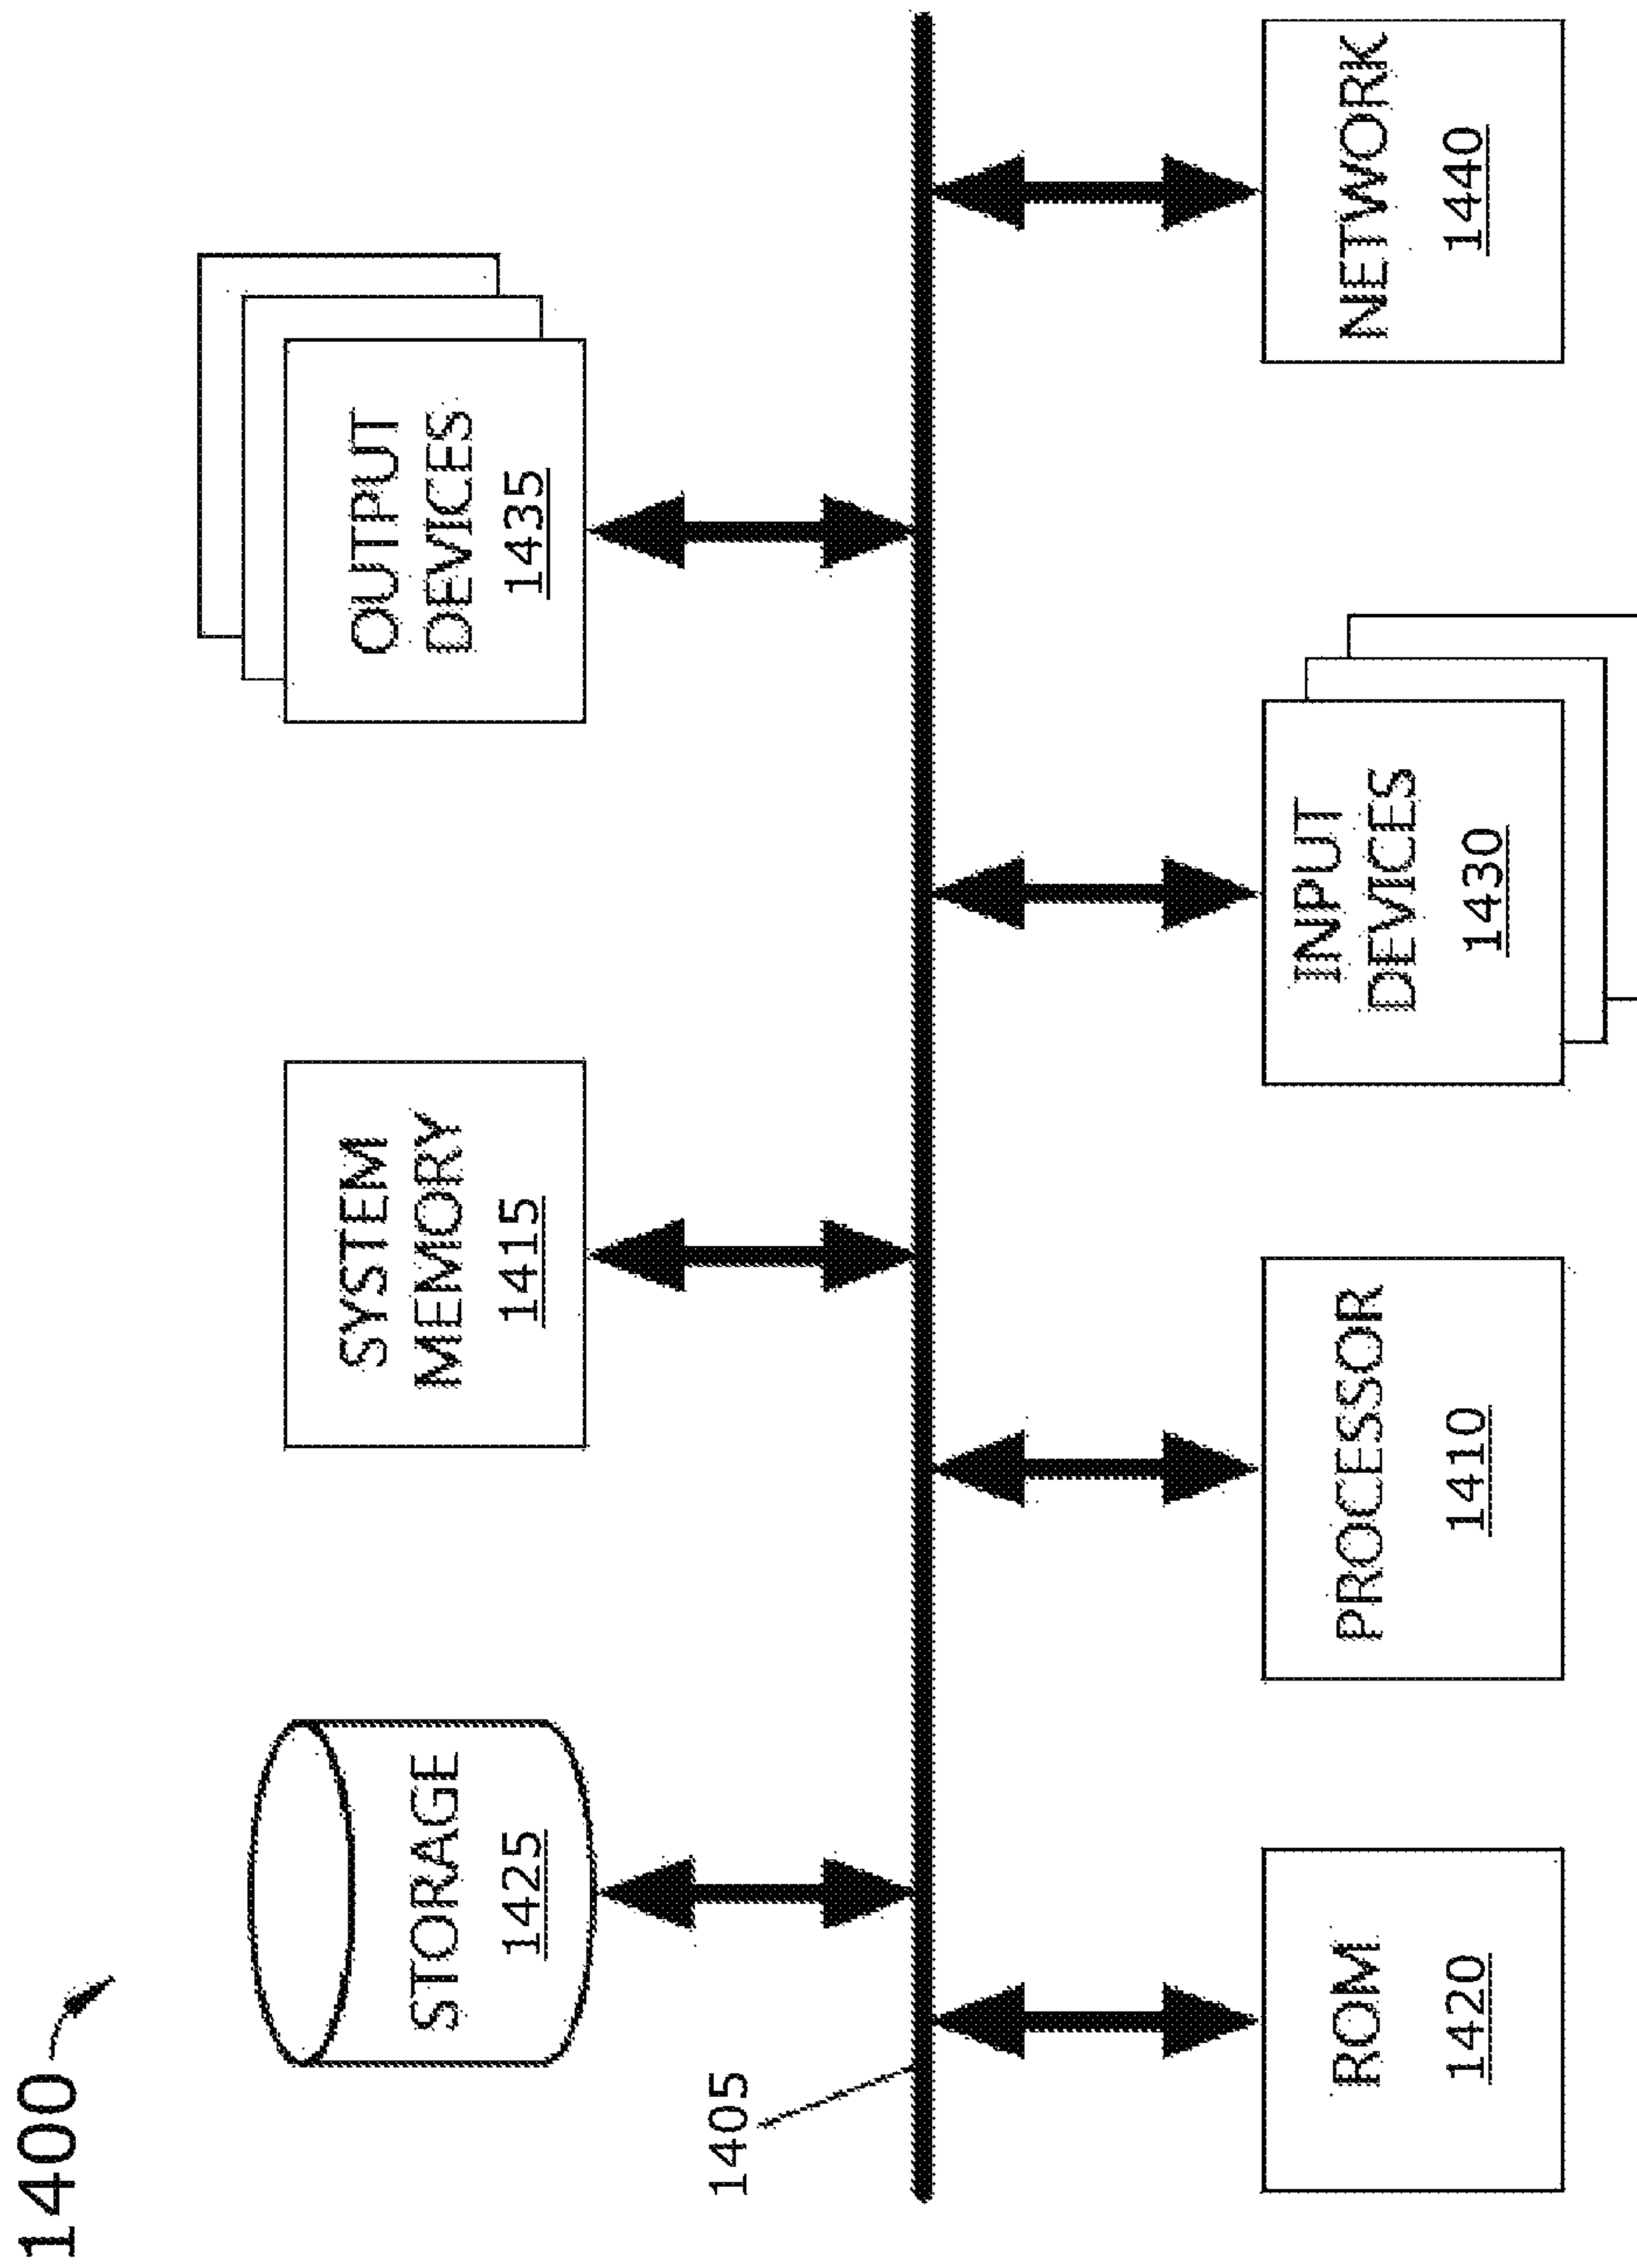 1400
STORAGE
1425
SYSTEM
MEMORY
1415
OUTPUT
DEVICES
1435
1405
ROM
1420
PROCESSOR
1410
INPUT
DEVICES
1430
NETWORK
1440